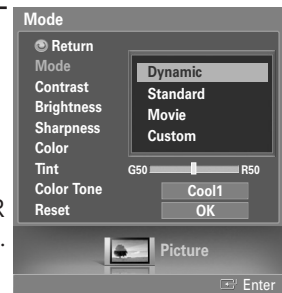 Mode
Return
Mode
Contrast
Brightness
Sharpness
Color
Tint
Color Tone
Reset
Dynamic
Standard
Movie
Custom
G50 R50
Cool1
OK
R
.
Picture
Enter